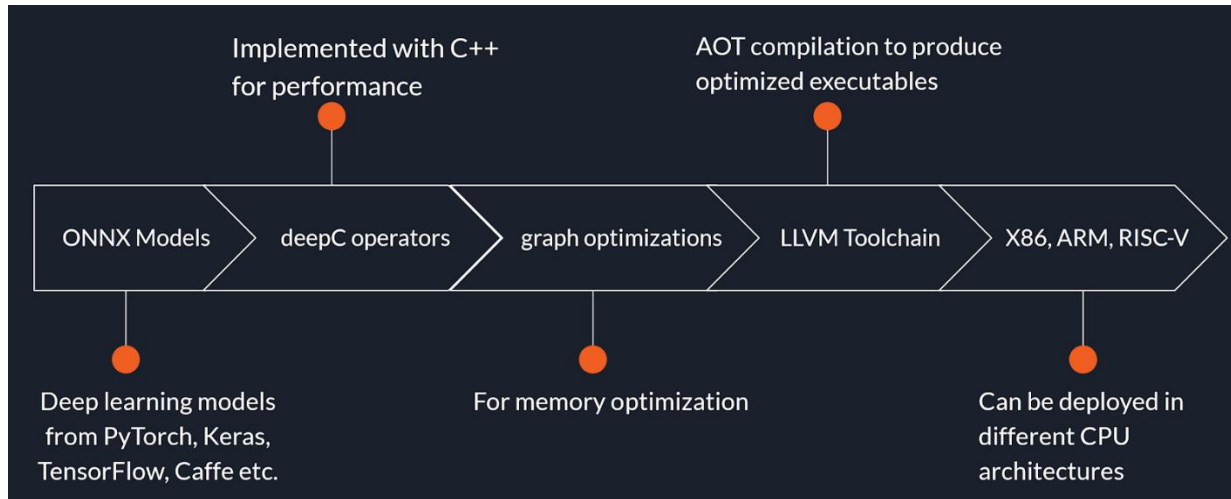 Implemented with C++
for performance
AOT compilation to produce
optimized executables
ONNX Models
deepC operators
graph optimizations
LLVM Toolchain
X86, ARM, RISC-V
Deep learning models
from PyTorch, Keras,
TensorFlow, Caffe etc.
For memory optimization
Can be deployed in
different CPU
architectures